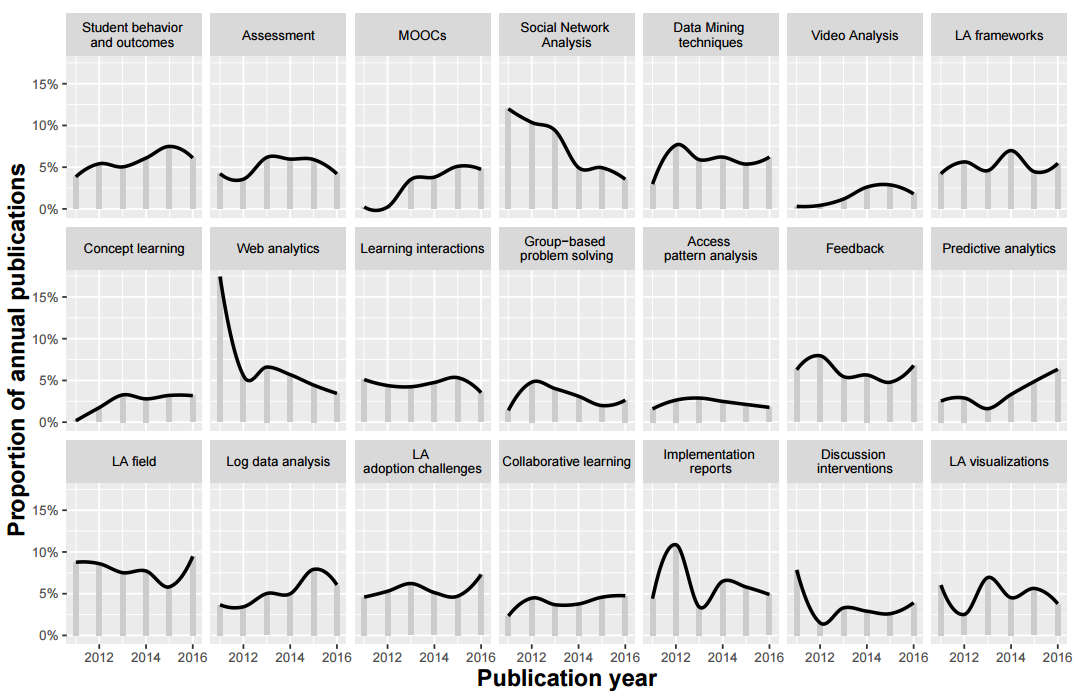 Student behavior
and outcomes
Assessment
MOOCs
Social Network
Analysis
Data Mining
techniques
Video Analysis
LA frameworks
15%
10%
5%
0%
Concept learning
Web analytics
Learning interactions
Group−based
problem solving
Access
pattern analysis
Feedback
Predictive analytics
15%
10%
5%
0%
LA field
Log data analysis
LA
adoption challenges
Collaborative learning
Implementation
reports
Discussion
interventions
LA visualizations
15%
10%
5%
0%
2012 2014 2016 2012 2014 2016 2012 2014 2016 2012 2014 2016 2012 2014 2016 2012 2014 2016 2012 2014 2016
Publication year
Proportion of annual publications